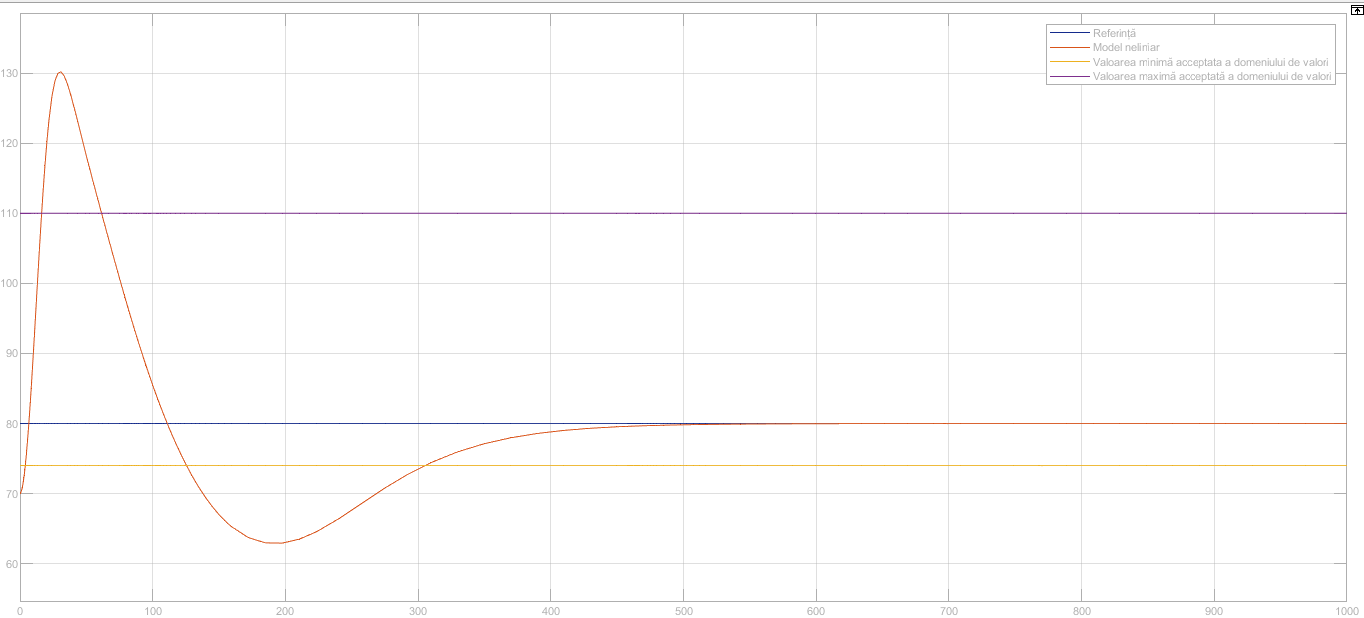 Referință
Model neliniar
Valoarea minimă acceptata a domeniului de valori
Valoarea maximă acceptată a domeniului de valori
130
120
110
100
90
80
70
60
0 100 200 300 400 500 600 700 800 900 1000